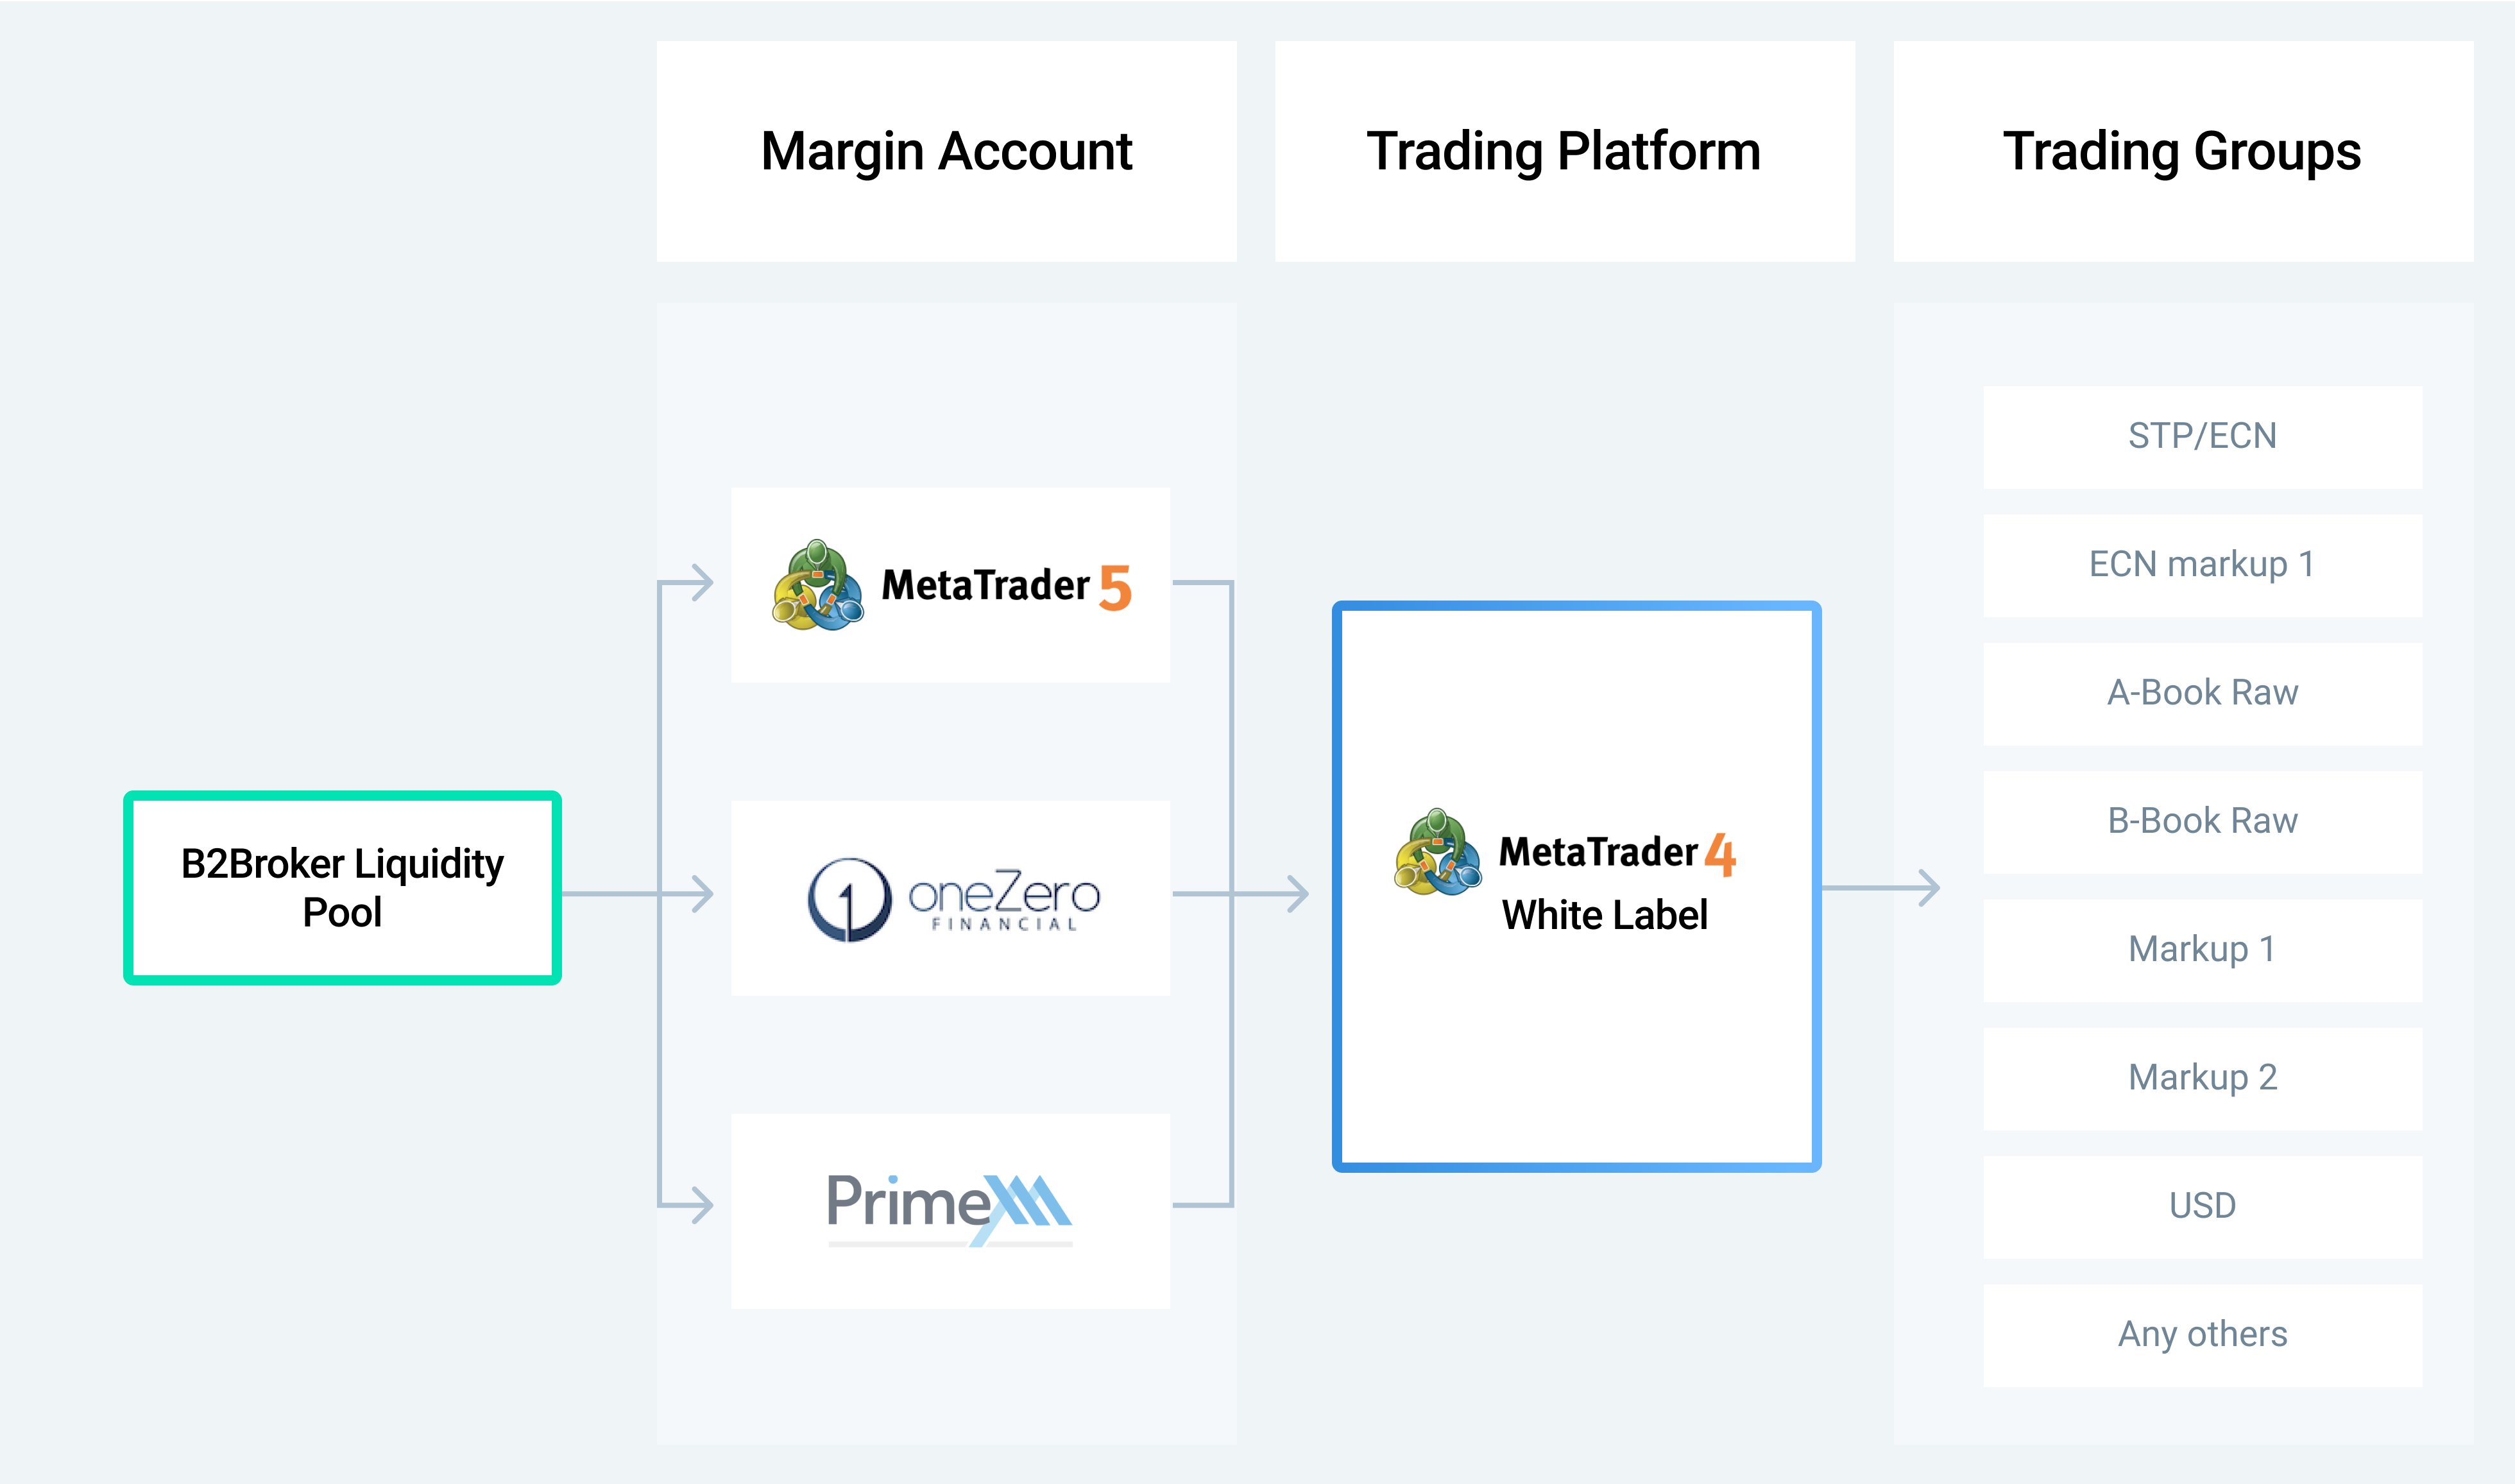 Margin Account
Trading Platform
Trading Groups
B2Broker Liquidity
Pool
MetaTrader 5
oneZero
FINANCIAL
PrimeXM
MetaTrader 4
White Label
STP/ECN
ECN markup 1
A-Book Raw
B-Book Raw
Markup 1
Markup 2
USD
Any others